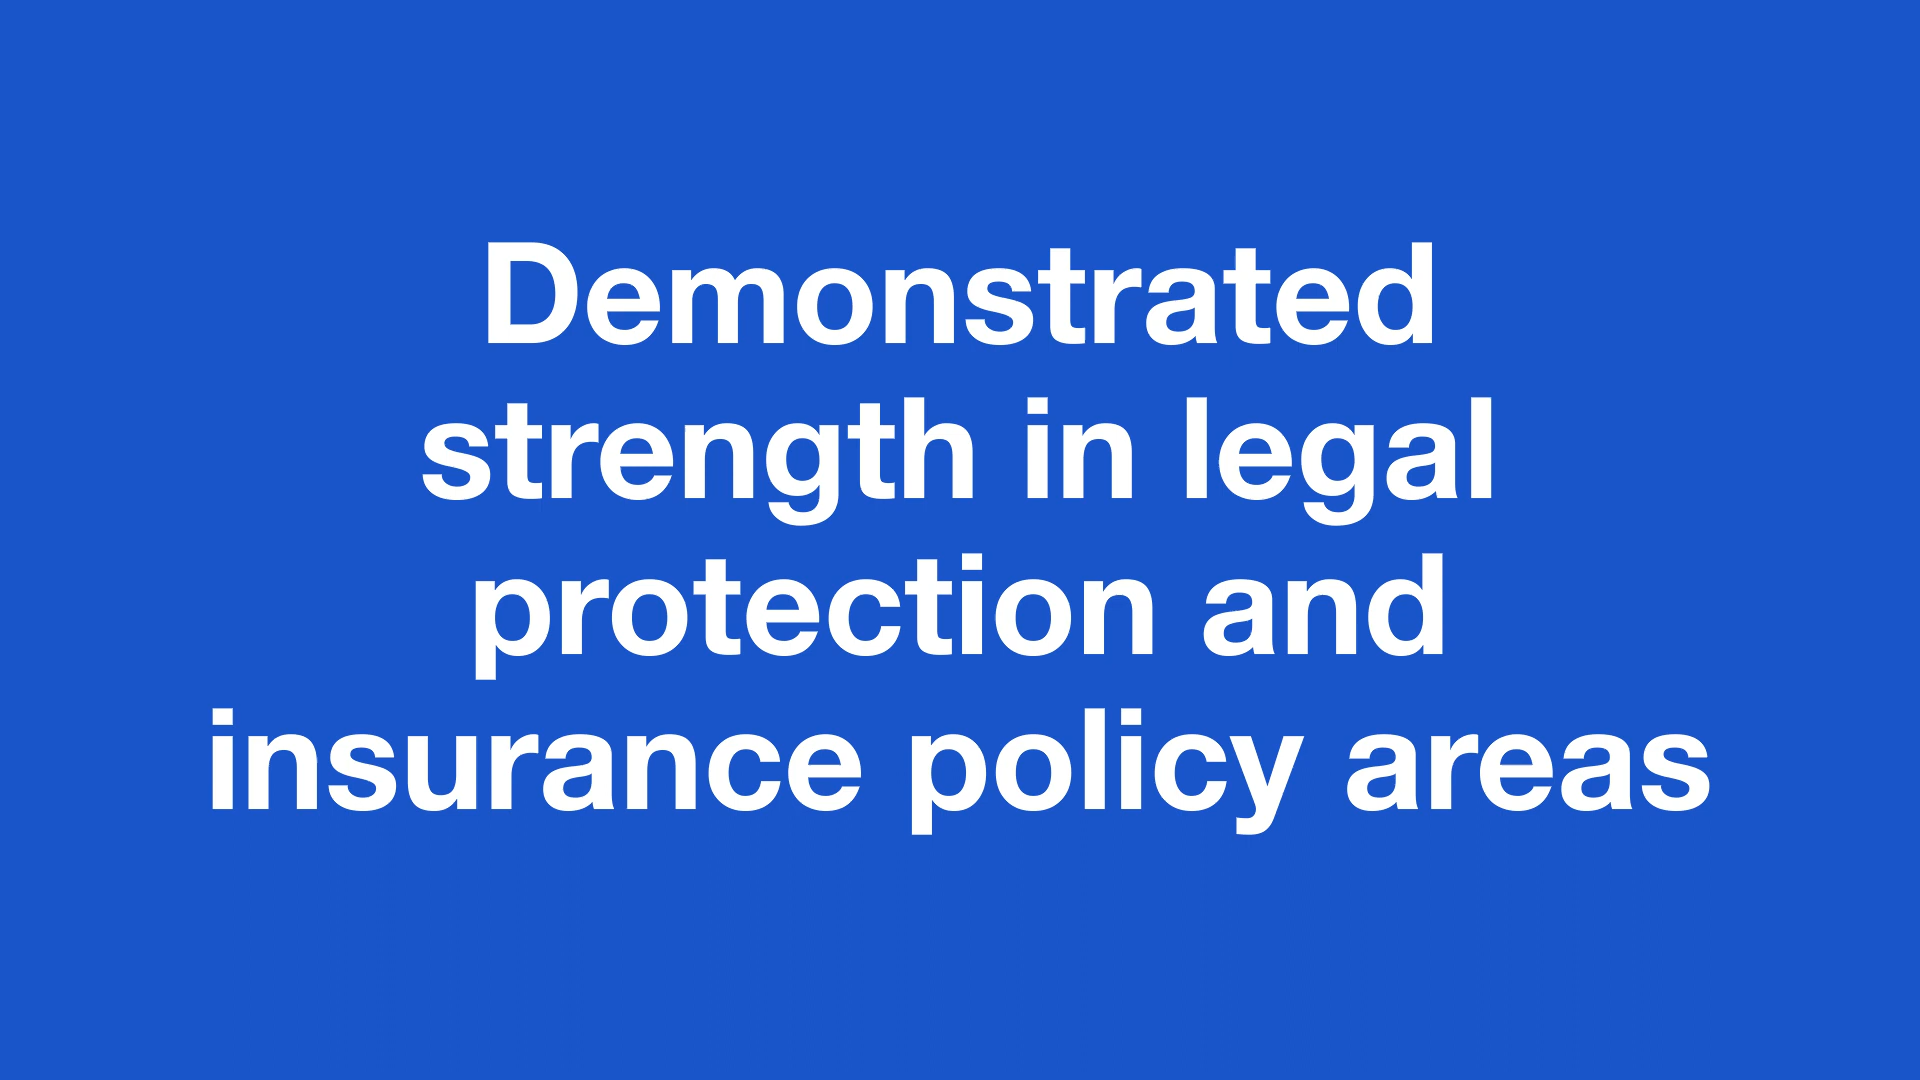 Demonstrated
strength in legal
protection and
insurance policy areas